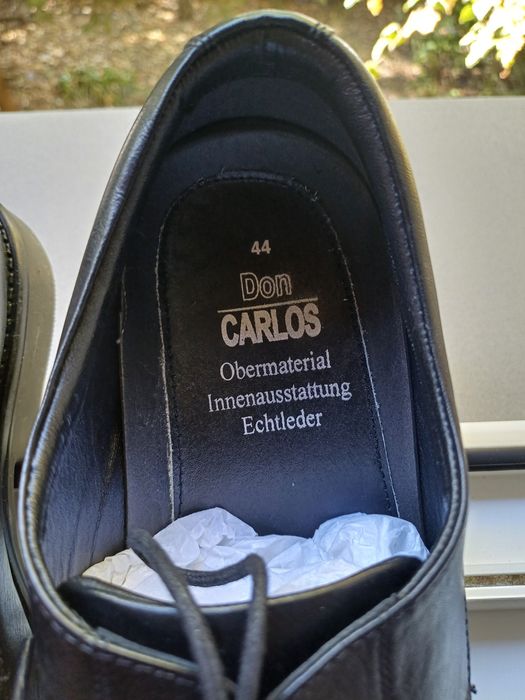 44
Don
CARLOS
Obermaterial
Innenausstattung
Echtleder